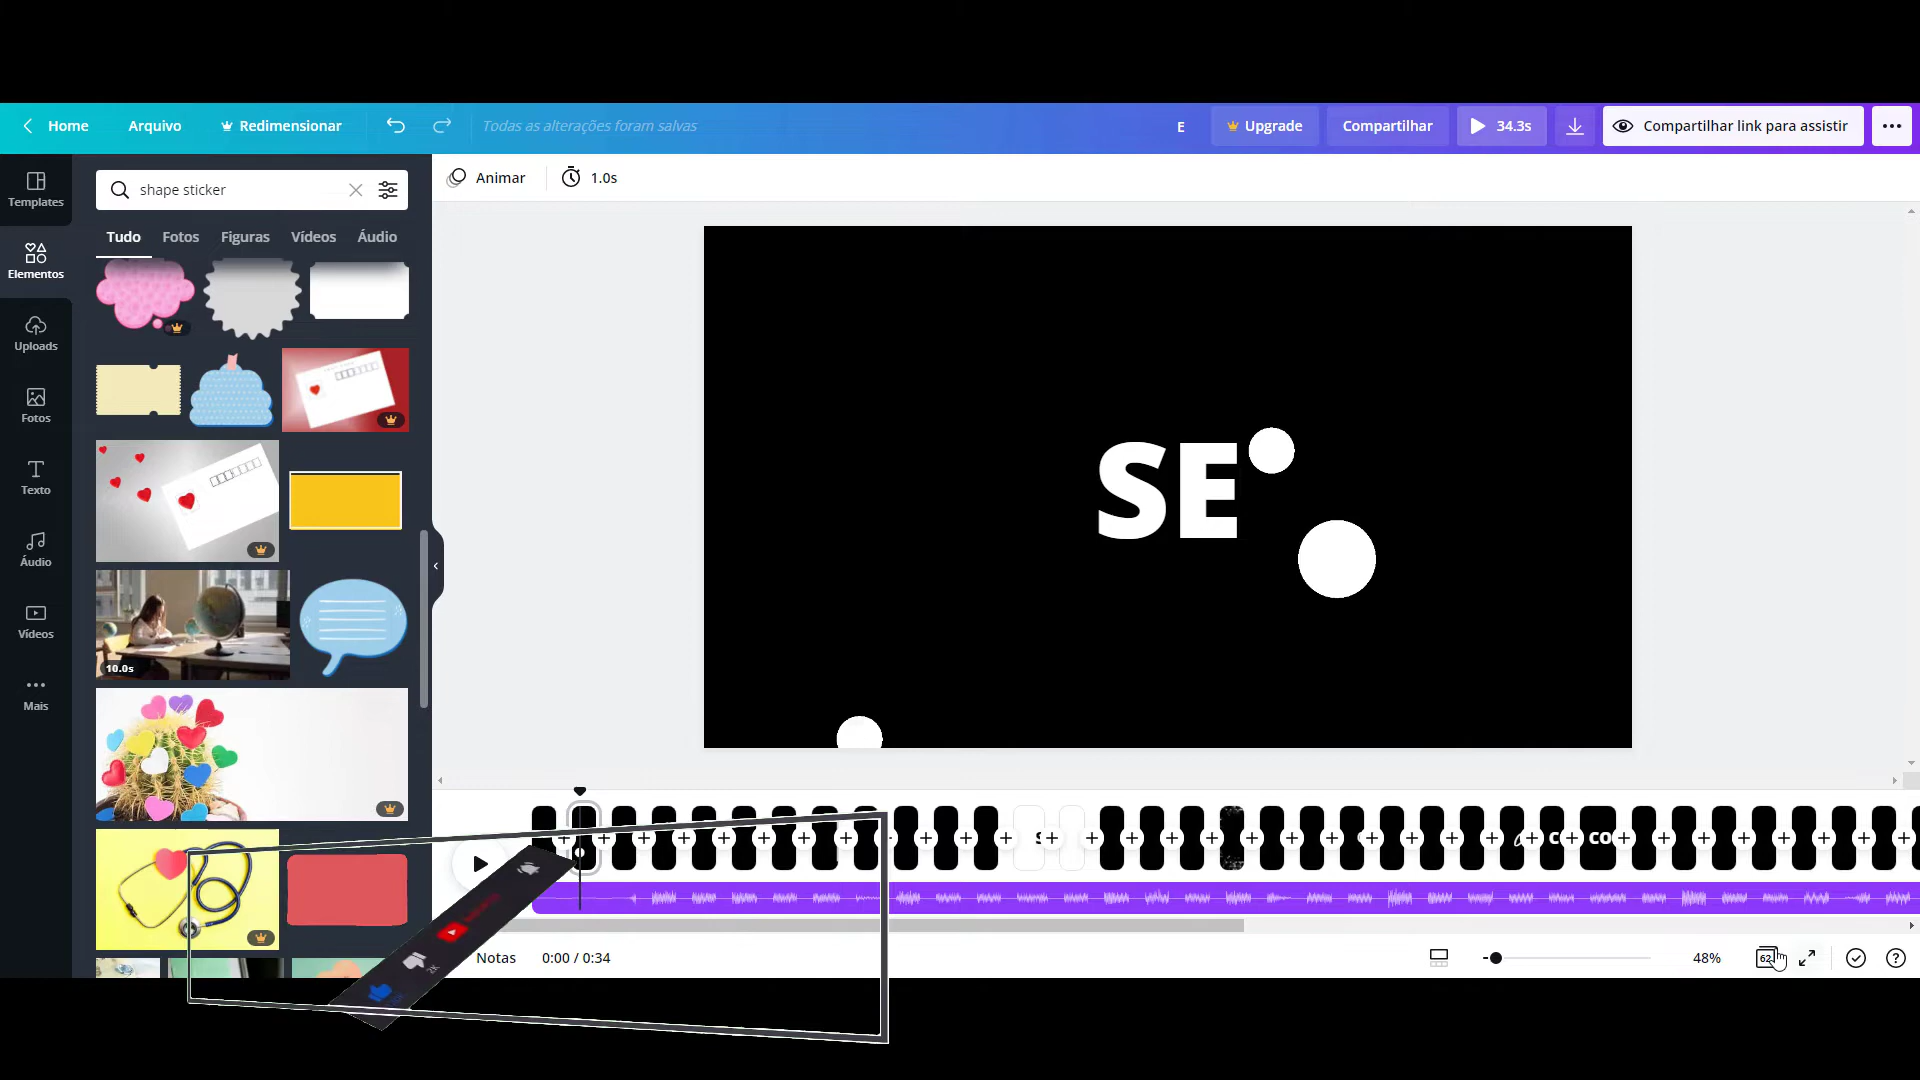 Home
Arquivo
Redimensionar
Todas as alterações foram salvas
E
Upgrade
Compartilhar
34.3s
Compartilhar link para assistir
Templates
Elementos
Uploads
Fotos
Texto
Áudio
Vídeos
Mais
shape sticker
Tudo
Fotos
Figuras
Vídeos
Áudio
10.0s
Animar
1.0s
SE
Notas
0:00 / 0:34
48%
62
2K